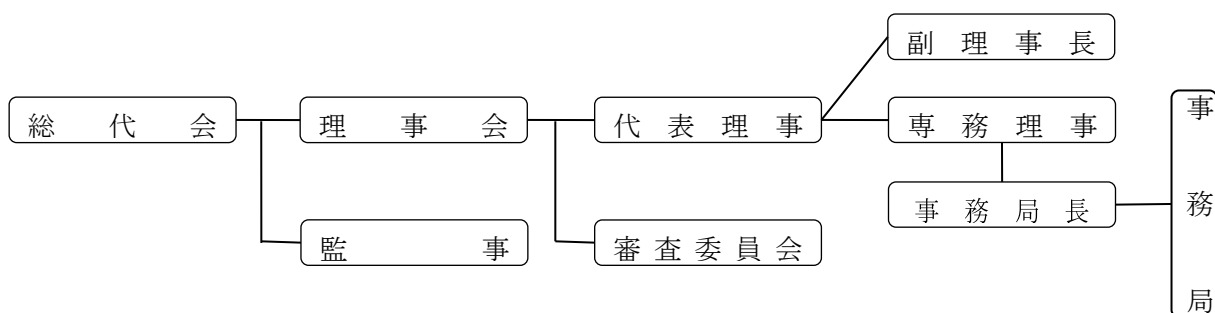 副理事長
総代会
理事会
代表理事
専務理事
事務局長
監事
審査委員会
事務局